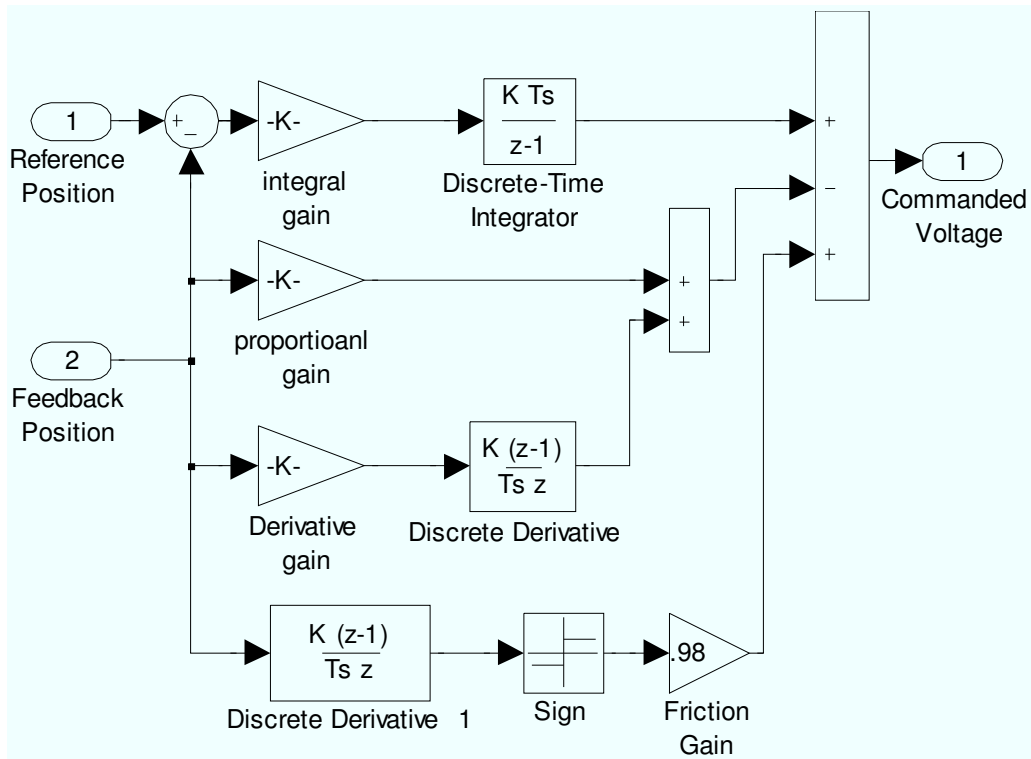 1
Reference
Position
+
_
-K-
integral
gain
K Ts
z-1
Discrete-Time
Integrator
+
−
+
1
Commanded
Voltage
-K-
proportioanl
gain
+
+
2
Feedback
Position
-K-
Derivative
gain
K (z-1)
Ts z
Discrete Derivative
K (z-1)
Ts z
Discrete Derivative 1
Sign
.98
Friction
Gain